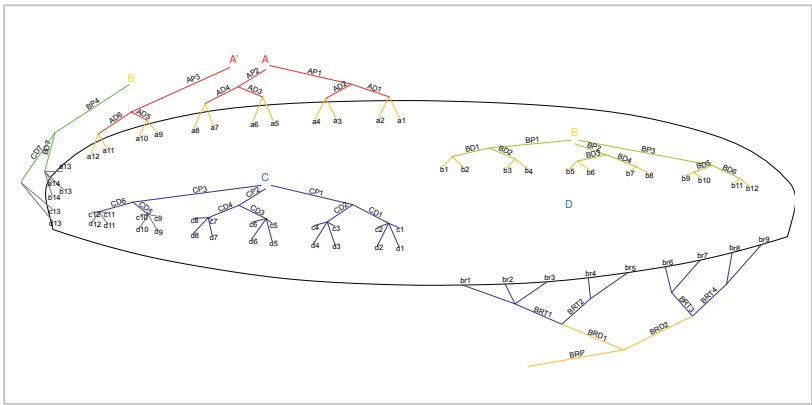 A' A
B
BP4 AP3 AP2 AP1
AD4 AD3 AD2 AD1
AD6 AD5
CD7 BD7
a12 a11 a10 a9 a8 a7 a6 a5 a4 a3 a2 a1
a13
a14
b13
b14
c13
d13
B
BP1 BP2 BP3
BD1 BD2 BD3 BD4 BD5 BD6
b1 b2 b3 b4 b5 b6 b7 b8 b9 b10 b11 b12
C
CP3 CP2 CP1
CD6 CD5 CD4 CD3 CD2 CD1
c12 c11 c10 c9 c8 c7 c6 c5 c4 c3 c2 c1
d12 d11 d10 d9 d8 d7 d6 d5 d4 d3 d2 d1
D
br1 br2 br3 br4 br5 br6 br7 br8 br9
BRT1 BRT2 BRT3 BRT4
BRD1 BRD2
BRP